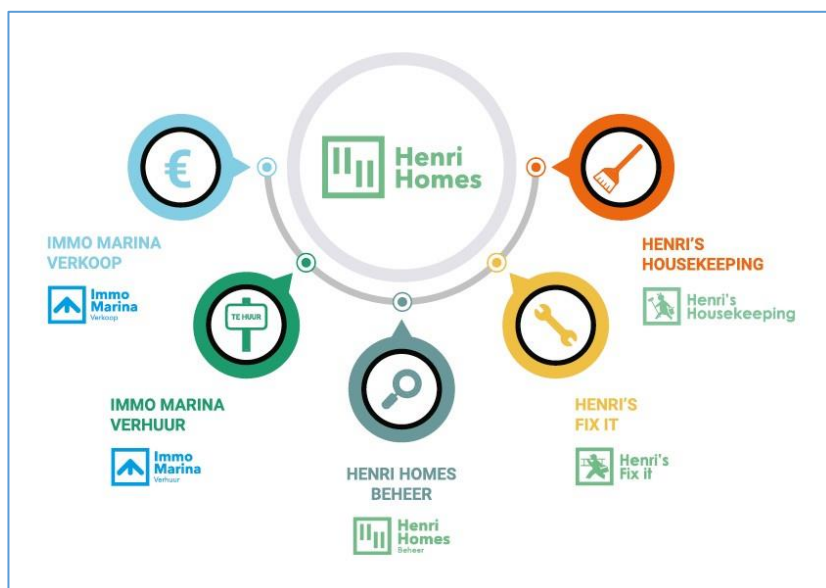 Henri
Homes
€
IMMO MARINA
VERKOOP
Immo
Marina
Verkoop
TE HUUR
IMMO MARINA
VERHUUR
Immo
Marina
Verhuur
HENRI HOMES
BEHEER
Henri
Homes
Beheer
HENRI'S
FIX IT
Henri's
Fix it
HENRI'S
HOUSEKEEPING
Henri's
Housekeeping